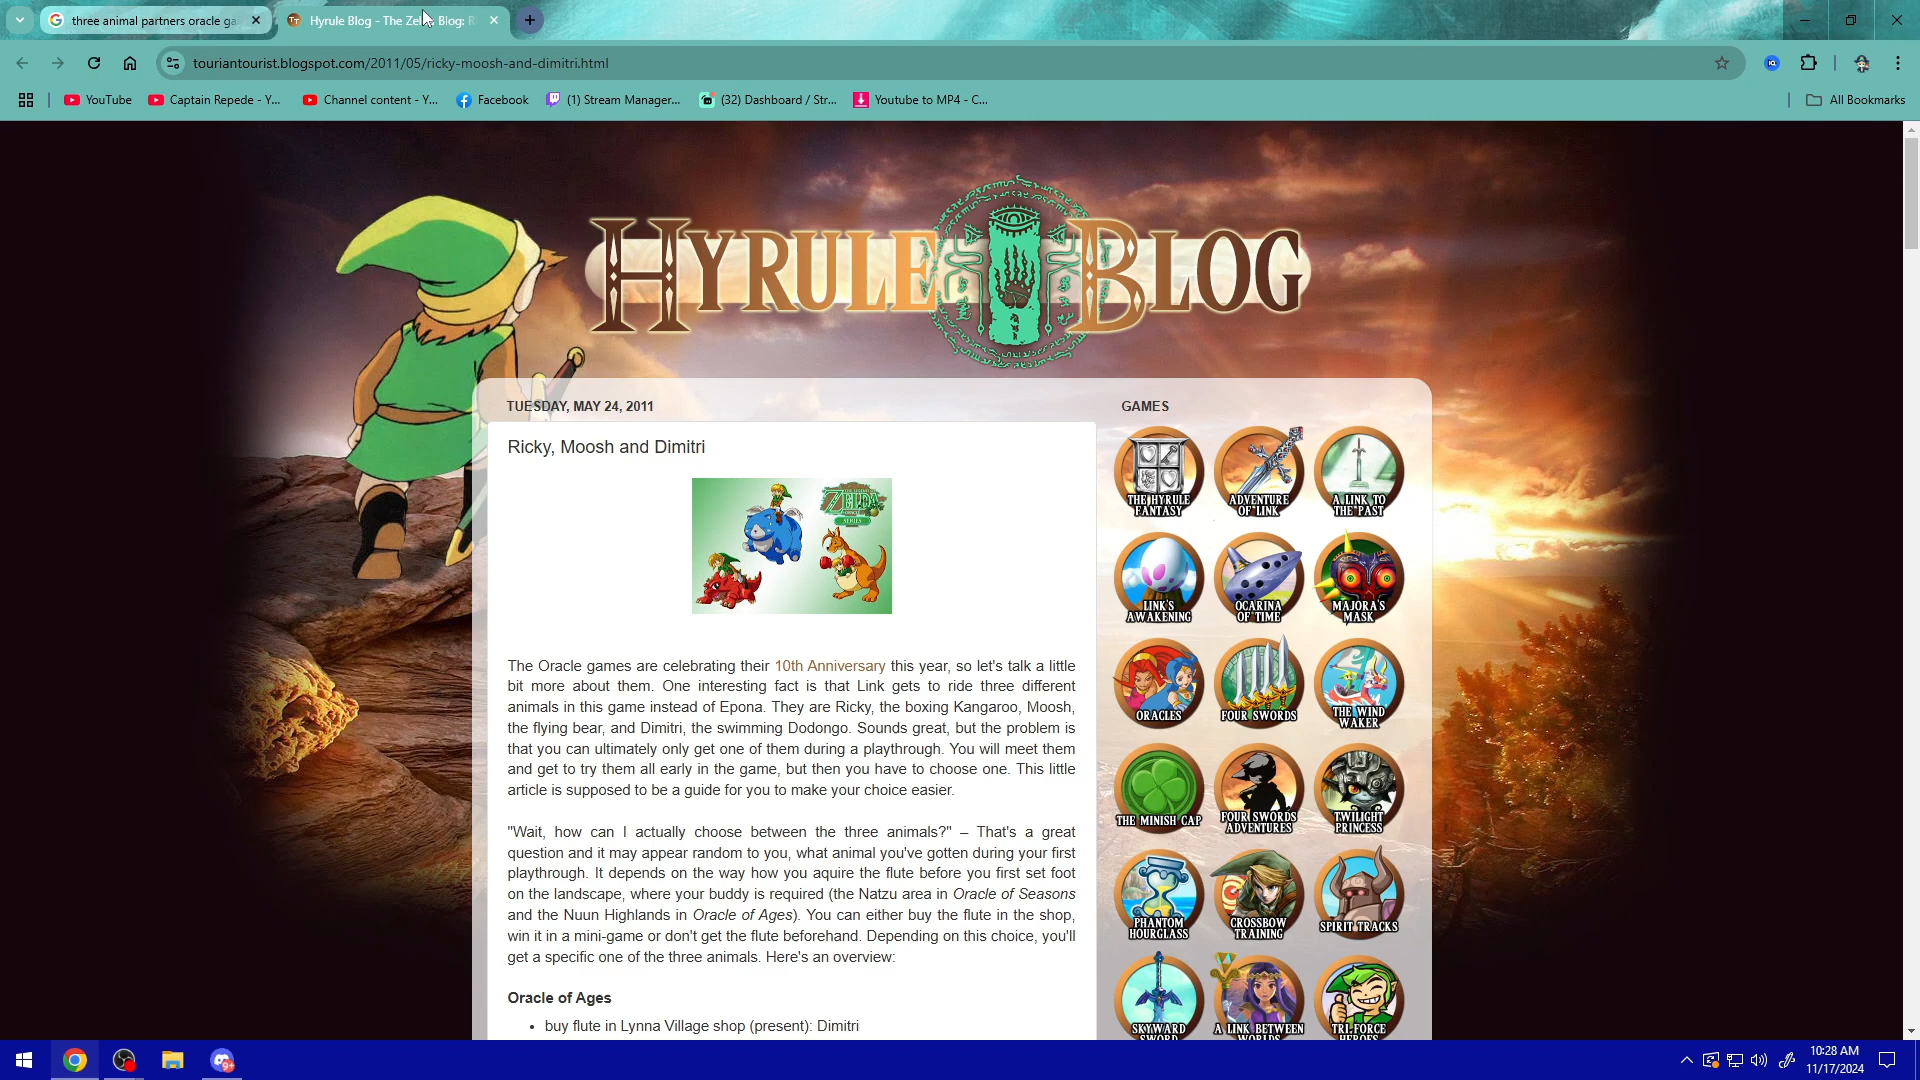 three animal partners oracle ga
Hyrule Blog - The Zel Blog: R
touriantourist.blogspot.com/2011/05/ricky-moosh-and-dimitri.html
YouTube
Captain Repede - Y...
Channel content - Y...
Facebook
(1) Stream Manager...
(32) Dashboard / Str...
Youtube to MP4 - C...
All Bookmarks
HYRULE BLOG
TUESDAY, MAY 24, 2011
Ricky, Moosh and Dimitri
ZELDA
SERIES
The Oracle games are celebrating their 10th Anniversary this year, so let's talk a little
bit more about them. One interesting fact is that Link gets to ride three different
animals in this game instead of Epona. They are Ricky, the boxing Kangaroo, Moosh,
the flying bear, and Dimitri, the swimming Dodongo. Sounds great, but the problem is
that you can ultimately only get one of them during a playthrough. You will meet them
and get to try them all early in the game, but then you have to choose one. This little
article is supposed to be a guide for you to make your choice easier.
"Wait, how can I actually choose between the three animals?" – That's a great
question and it may appear random to you, what animal you've gotten during your first
playthrough. It depends on the way how you aquire the flute before you first set foot
on the landscape, where your buddy is required (the Natzu area in Oracle of Seasons
and the Nuun Highlands in Oracle of Ages). You can either buy the flute in the shop,
win it in a mini-game or don't get the flute beforehand. Depending on this choice, you'll
get a specific one of the three animals. Here's an overview:
Oracle of Ages
• buy flute in Lynna Village shop (present): Dimitri
GAMES
THE HYRULE
FANTASY
ADVENTURE
OF LINK
A LINK TO
THE PAST
LINK'S
AWAKENING
OCARINA
OF TIME
MAJORA'S
MASK
ORACLES
FOUR SWORDS
THE WIND
WAKER
THE MINISH CAP
FOUR SWORDS
ADVENTURES
TWILIGHT
PRINCESS
PHANTOM
HOURGLASS
CROSSBOW
TRAINING
SPIRIT TRACKS
SKYWARD
SWORD
A LINK BETWEEN
WORLDS
TRI FORCE
HEROES
9+
10:28 AM
11/17/2024